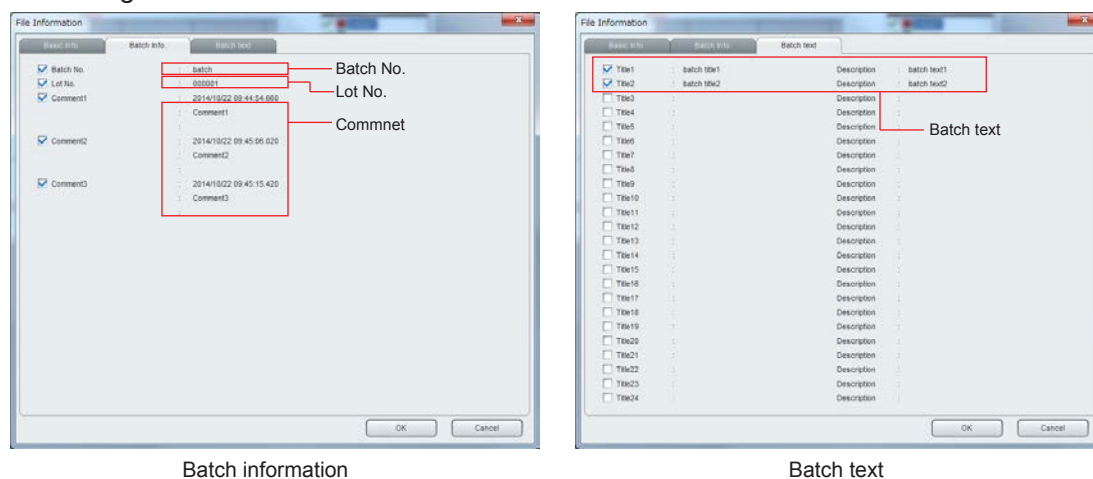 File Information
Basic Info Batch Info Batch text
Batch No. : batch
Lot No. : 000001
Comment1 : 2014/10/22 09:44:54.660
: Comment1
:
Comment2 : 2014/10/22 09:45:06.020
: Comment2
:
Comment3 : 2014/10/22 09:45:15.420
: Comment3
:
Batch No.
Lot No.
Commnet
OK Cancel
Batch information
File Information
Basic Info Batch Info Batch text
Title1 : batch title1 Description : batch text1
Title2 : batch title2 Description : batch text2
Title3 : Description :
Title4 : Description :
Title5 : Description :
Title6 : Description :
Title7 : Description :
Title8 : Description :
Title9 : Description :
Title10 : Description :
Title11 : Description :
Title12 : Description :
Title13 : Description :
Title14 : Description :
Title15 : Description :
Title16 : Description :
Title17 : Description :
Title18 : Description :
Title19 : Description :
Title20 : Description :
Title21 : Description :
Title22 : Description :
Title23 : Description :
Title24 : Description :
Batch text
OK Cancel
Batch text